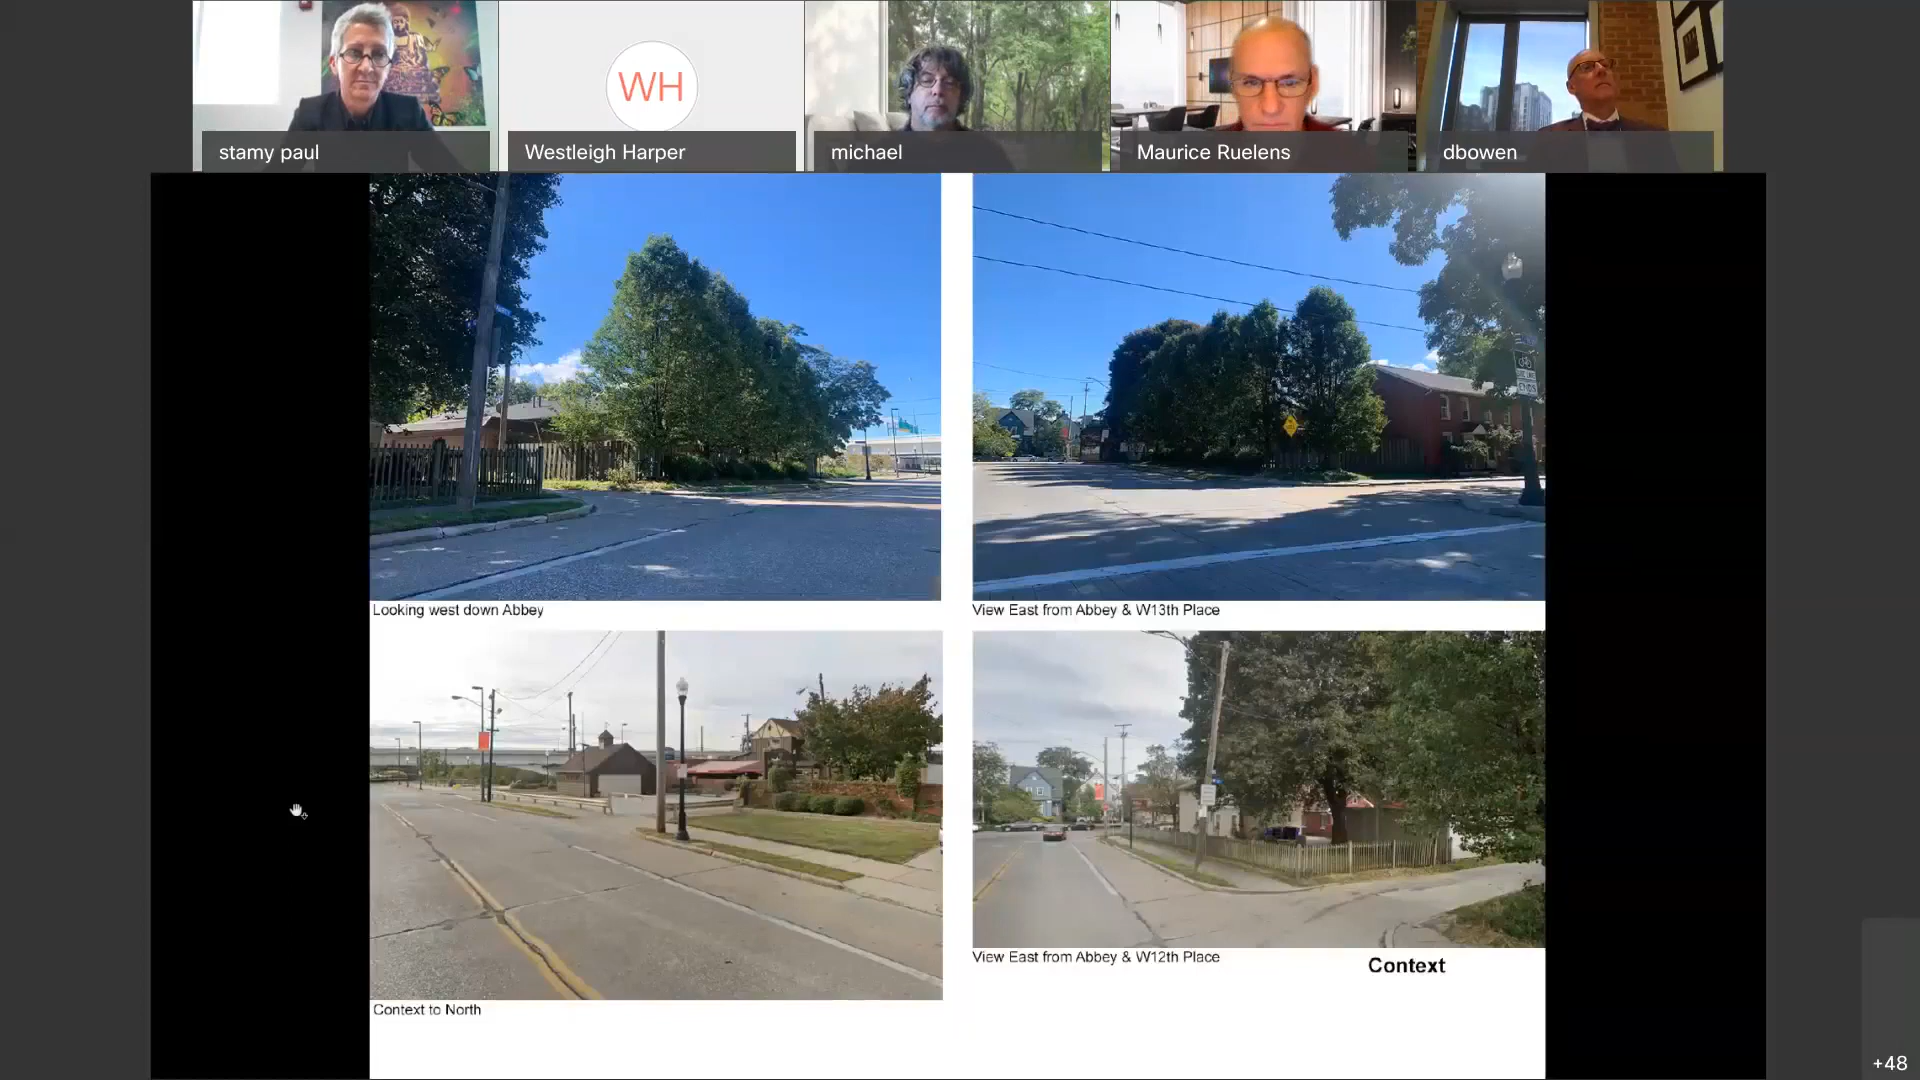 stamy paul
WH
Westleigh Harper
michael
Maurice Ruelens
dbowen
Looking west down Abbey
View East from Abbey & W13th Place
Context to North
View East from Abbey & W12th Place
Context
+48